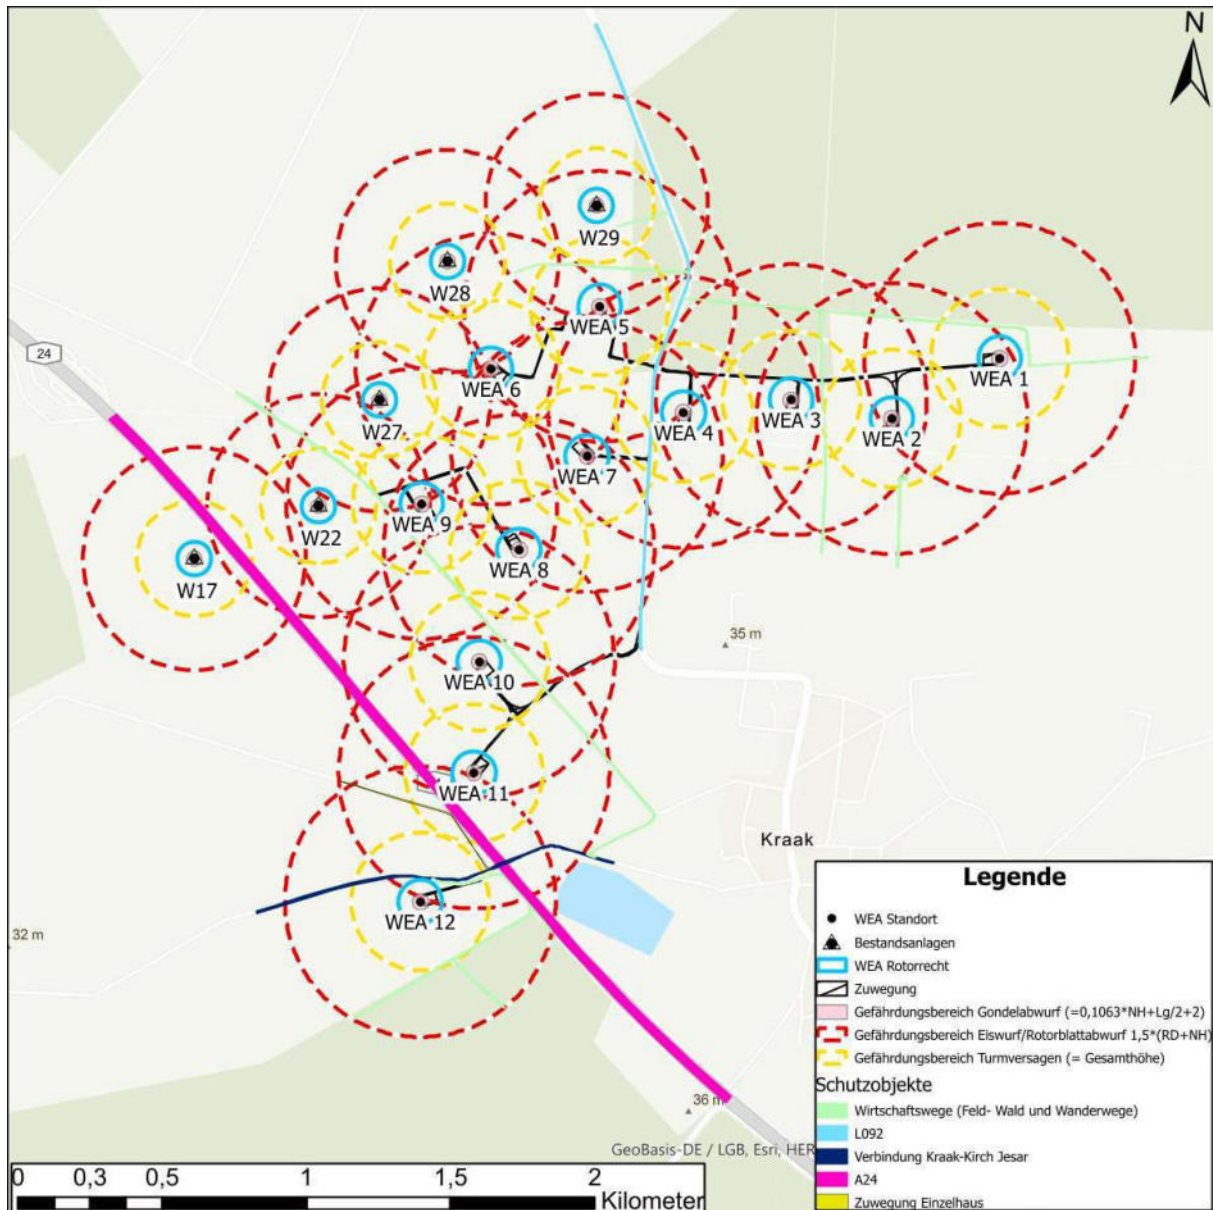 N
W29
W28
WEA 5
24
WEA 6
WEA 1
W27
WEA 4
WEA 3
WEA 2
WEA 7
WEA 9
W22
WEA 8
W17
35 m
WEA 10
WEA 11
Kraak
WEA 12
32 m
36 m
GeoBasis-DE / LGB, Esri, HER
0 0,3 0,5 1 1,5 2
Kilometer
Legende
WEA Standort
Bestandsanlagen
WEA Rotorrecht
Zuwegung
Gefährdungsbereich Gondelabwurf (=0,1063*NH+Lg/2+2)
Gefährdungsbereich Eiswurf/Rotorblattabwurf 1,5*(RD+NH)
Gefährdungsbereich Turmversagen (= Gesamthöhe)
Schutzobjekte
Wirtschaftswege (Feld- Wald und Wanderwege)
L092
Verbindung Kraak-Kirch Jesar
A24
Zuwegung Einzelhaus